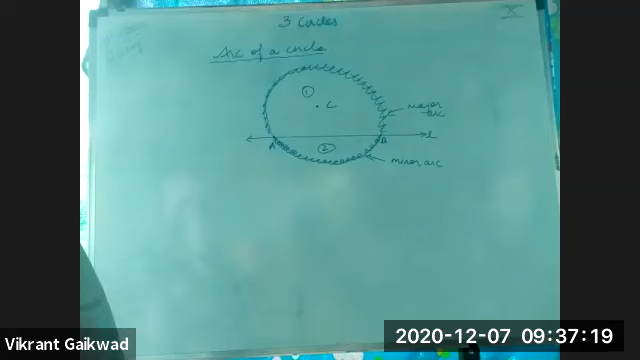 3 Circles
X
Arc of a circle
1
C
major
arc
A
B
l
2
minor arc
Vikrant Gaikwad
2020-12-07 09:37:19